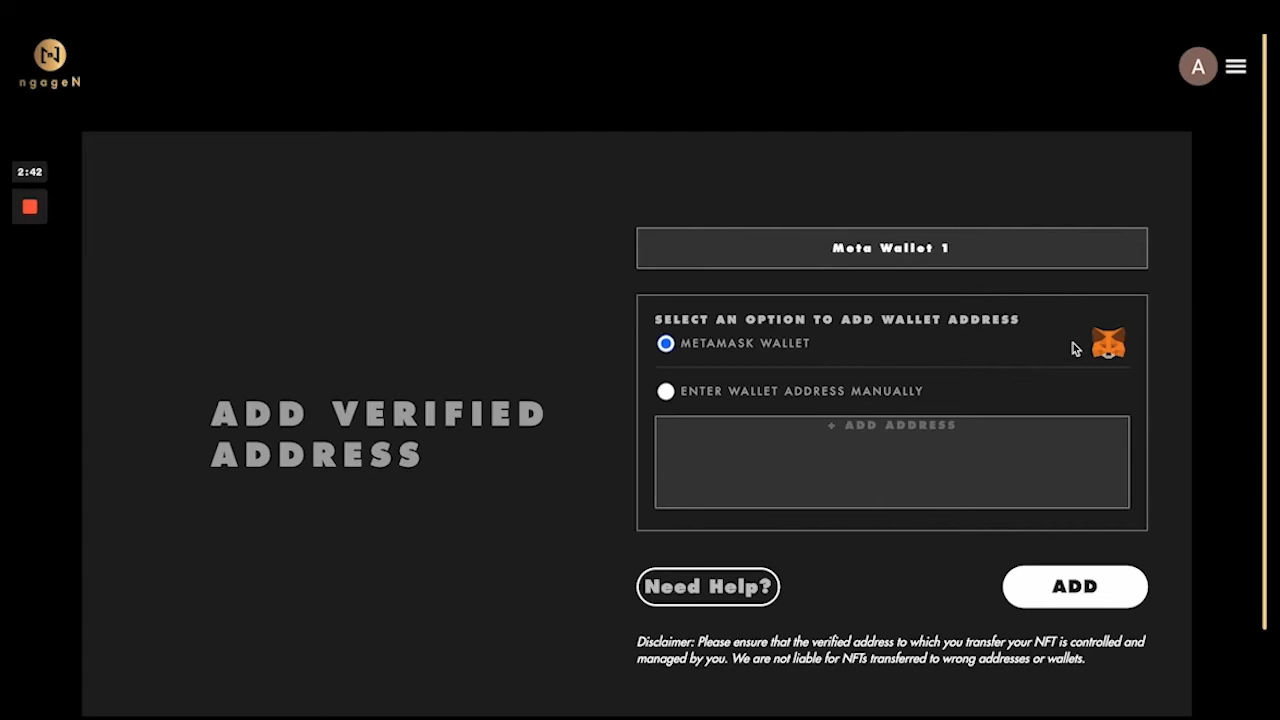 ngageN
A
2:42
Meta Wallet 1
SELECT AN OPTION TO ADD WALLET ADDRESS
METAMASK WALLET
ENTER WALLET ADDRESS MANUALLY
+ ADD ADDRESS
ADD VERIFIED
ADDRESS
Need Help?
ADD
Disclaimer: Please ensure that the verified address to which you transfer your NFT is controlled and
managed by you. We are not liable for NFTs transferred to wrong addresses or wallets.